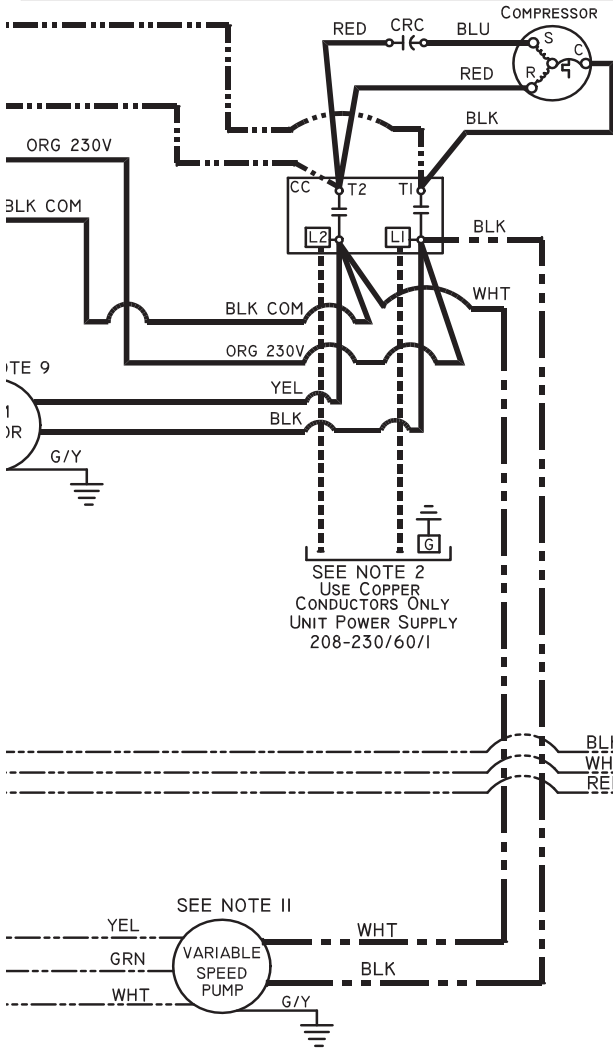 COMPRESSOR
RED CRC BLU
S
C
R
RED
BLK
ORG 230V
CC T2 T1
BLK COM
L2 L1 BLK
WHT
BLK COM
ORG 230V
YEL
BLK
G/Y
G
SEE NOTE 2
USE COPPER
CONDUCTORS ONLY
UNIT POWER SUPPLY
208-230/60/1
SEE NOTE 11
YEL
WHT
GRN
VARIABLE
SPEED
PUMP
BLK
WHT
G/Y